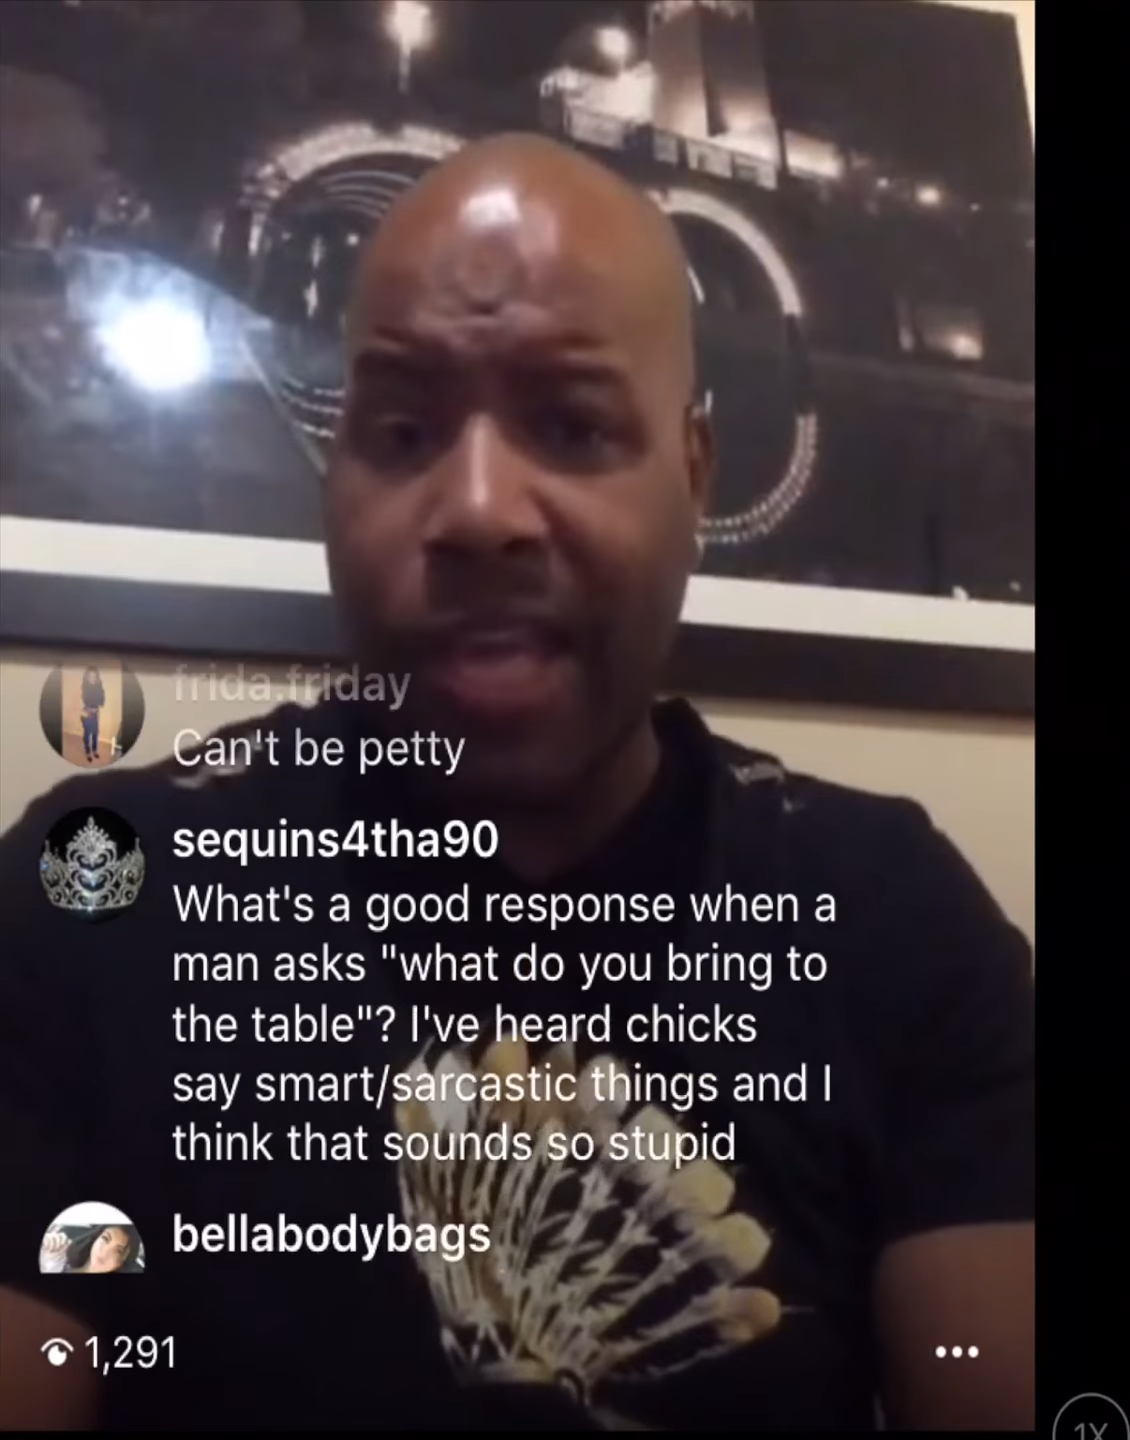 frida.friday
Can't be petty
sequins4tha90
What's a good response when a
man asks "what do you bring to
the table"? I've heard chicks
say smart/sarcastic things and I
think that sounds so stupid
bellabodybags
1,291
1X